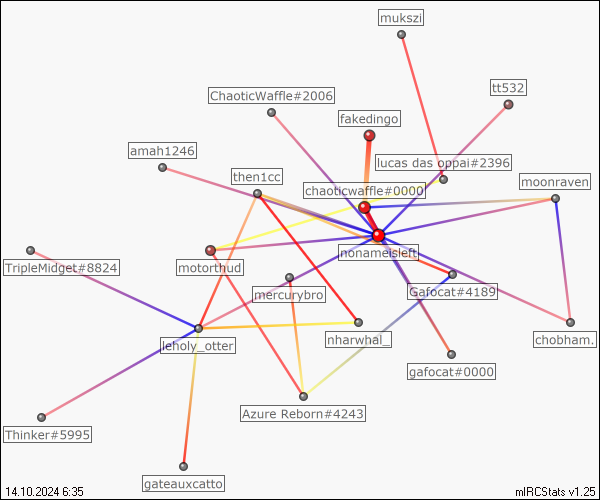 mukszi
tt532
ChaoticWaffle#2006
fakedingo
amah1246
lucas das oppai#2396
then1cc
moonraven
chaoticwaffle#0000
nonameisleft
TripleMidget#8824
motorthud
mercurybro
Gafocat#4189
leholy_otter
nharwhal_
chobham.
gafocat#0000
Azure Reborn#4243
Thinker#5995
gateauxcatto
14.10.2024 6:35
mIRCStats v1.25